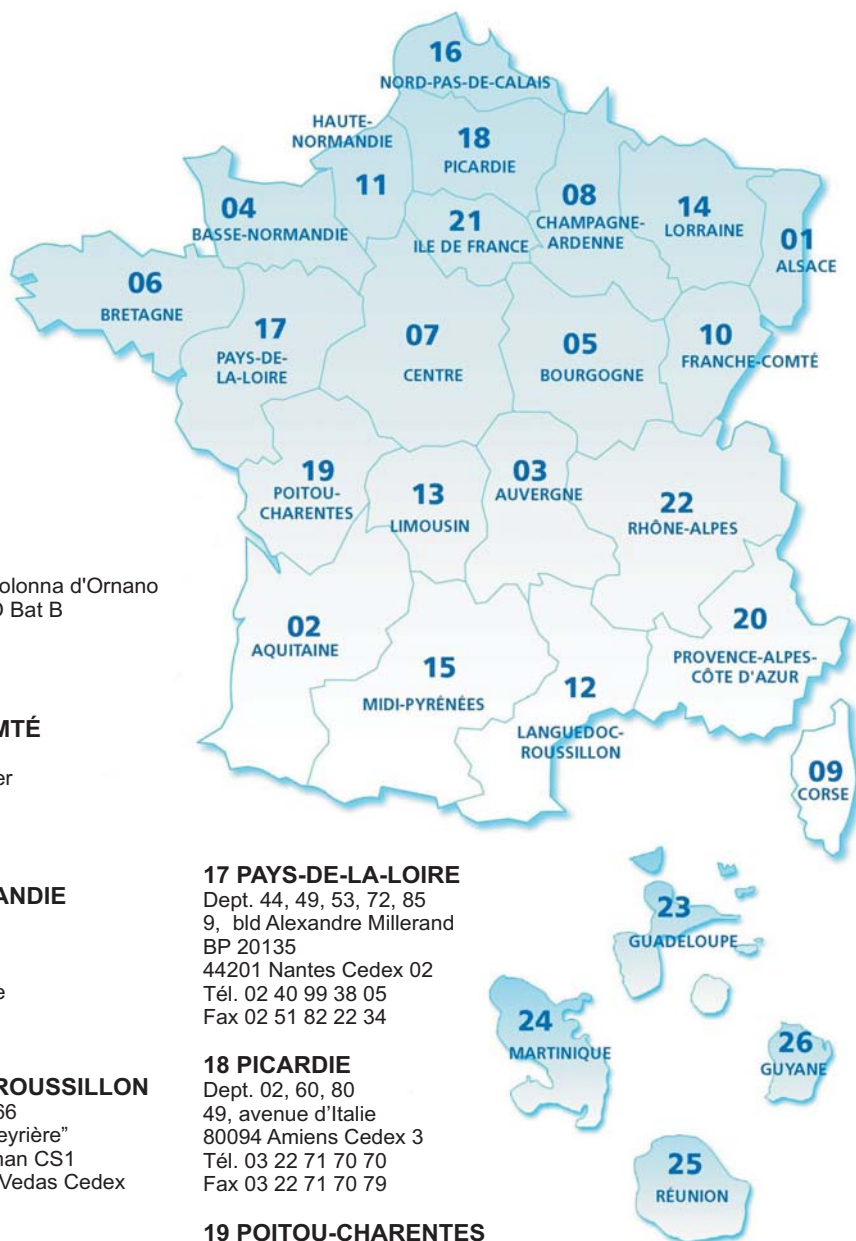 16
NORD-PAS-DE-CALAIS
HAUTE-
NORMANDIE
11
18
PICARDIE
04
BASSE-NORMANDIE
21
ILE DE FRANCE
08
CHAMPAGNE-
ARDENNE
14
LORRAINE
01
ALSACE
06
BRETAGNE
17
PAYS-DE-
LA-LOIRE
07
CENTRE
05
BOURGOGNE
10
FRANCHE-COMTÉ
19
POITOU-
CHARENTES
13
LIMOUSIN
03
AUVERGNE
22
RHÔNE-ALPES
02
AQUITAINE
15
MIDI-PYRÉNÉES
12
LANGUEDOC-
ROUSSILLON
20
PROVENCE-ALPES-
CÔTE D'AZUR
09
CORSE
23
GUADELOUPE
24
MARTINIQUE
26
GUYANE
25
RÉUNION
olonna d'Ornano
Bat B
MTÉ
er
ANDIE
e
ROUSSILLON
66
eyrière”
man CS1
Vedas Cedex
17 PAYS-DE-LA-LOIRE
Dept. 44, 49, 53, 72, 85
9, bld Alexandre Millerand
BP 20135
44201 Nantes Cedex 02
Tél. 02 40 99 38 05
Fax 02 51 82 22 34
18 PICARDIE
Dept. 02, 60, 80
49, avenue d’Italie
80094 Amiens Cedex 3
Tél. 03 22 71 70 70
Fax 03 22 71 70 79
19 POITOU-CHARENTES